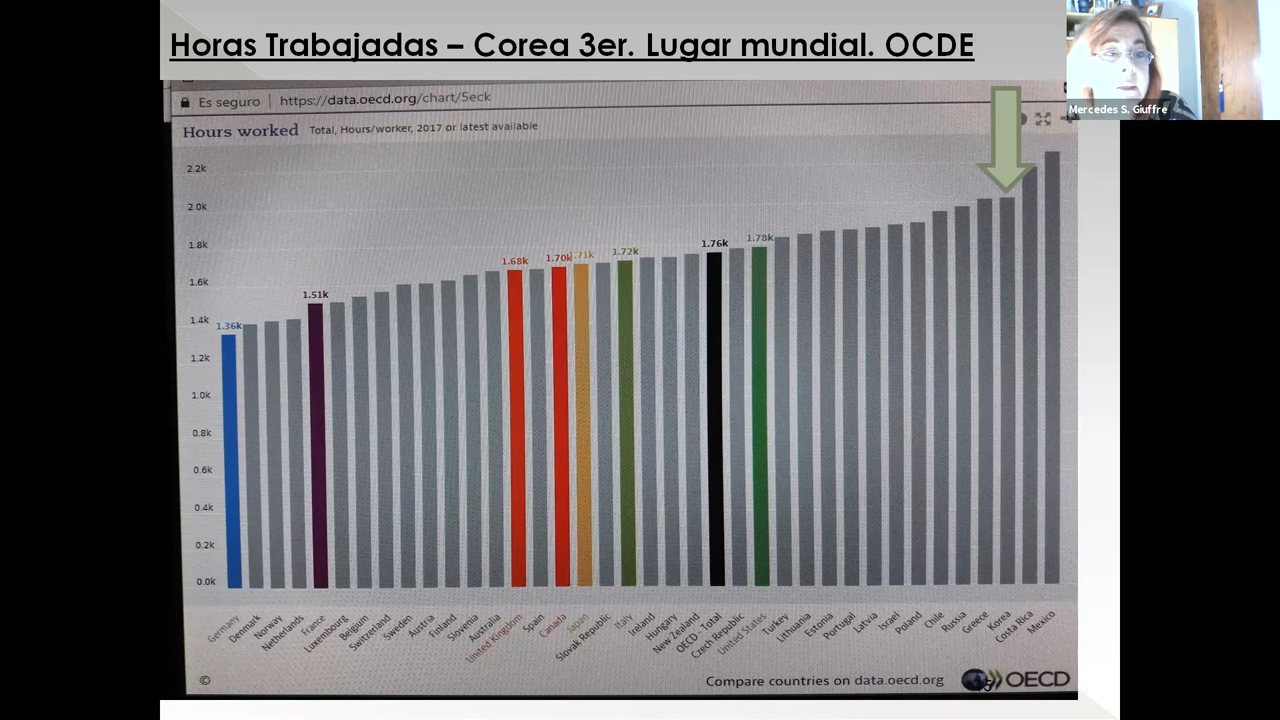 Horas Trabajadas – Corea 3er. Lugar mundial. OCDE
Mercedes S. Giuffre
Es seguro | https://data.oecd.org/chart/5eck
Hours worked Total, Hours/worker, 2017 or latest available
2.2k
2.0k
1.8k
1.6k
1.4k
1.2k
1.0k
0.8k
0.6k
0.4k
0.2k
0.0k
1.36k
1.51k
1.68k
1.70k
1.71k
1.72k
1.76k
1.78k
Germany
Denmark
Norway
Netherlands
France
Luxembourg
Belgium
Switzerland
Sweden
Austria
Finland
Slovenia
Australia
United Kingdom
Spain
Canada
Japan
Slovak Republic
Italy
Ireland
Hungary
New Zealand
OECD - Total
Czech Republic
United States
Turkey
Lithuania
Estonia
Portugal
Latvia
Israel
Poland
Chile
Russia
Greece
Korea
Costa Rica
Mexico
©
Compare countries on data.oecd.org
OECD